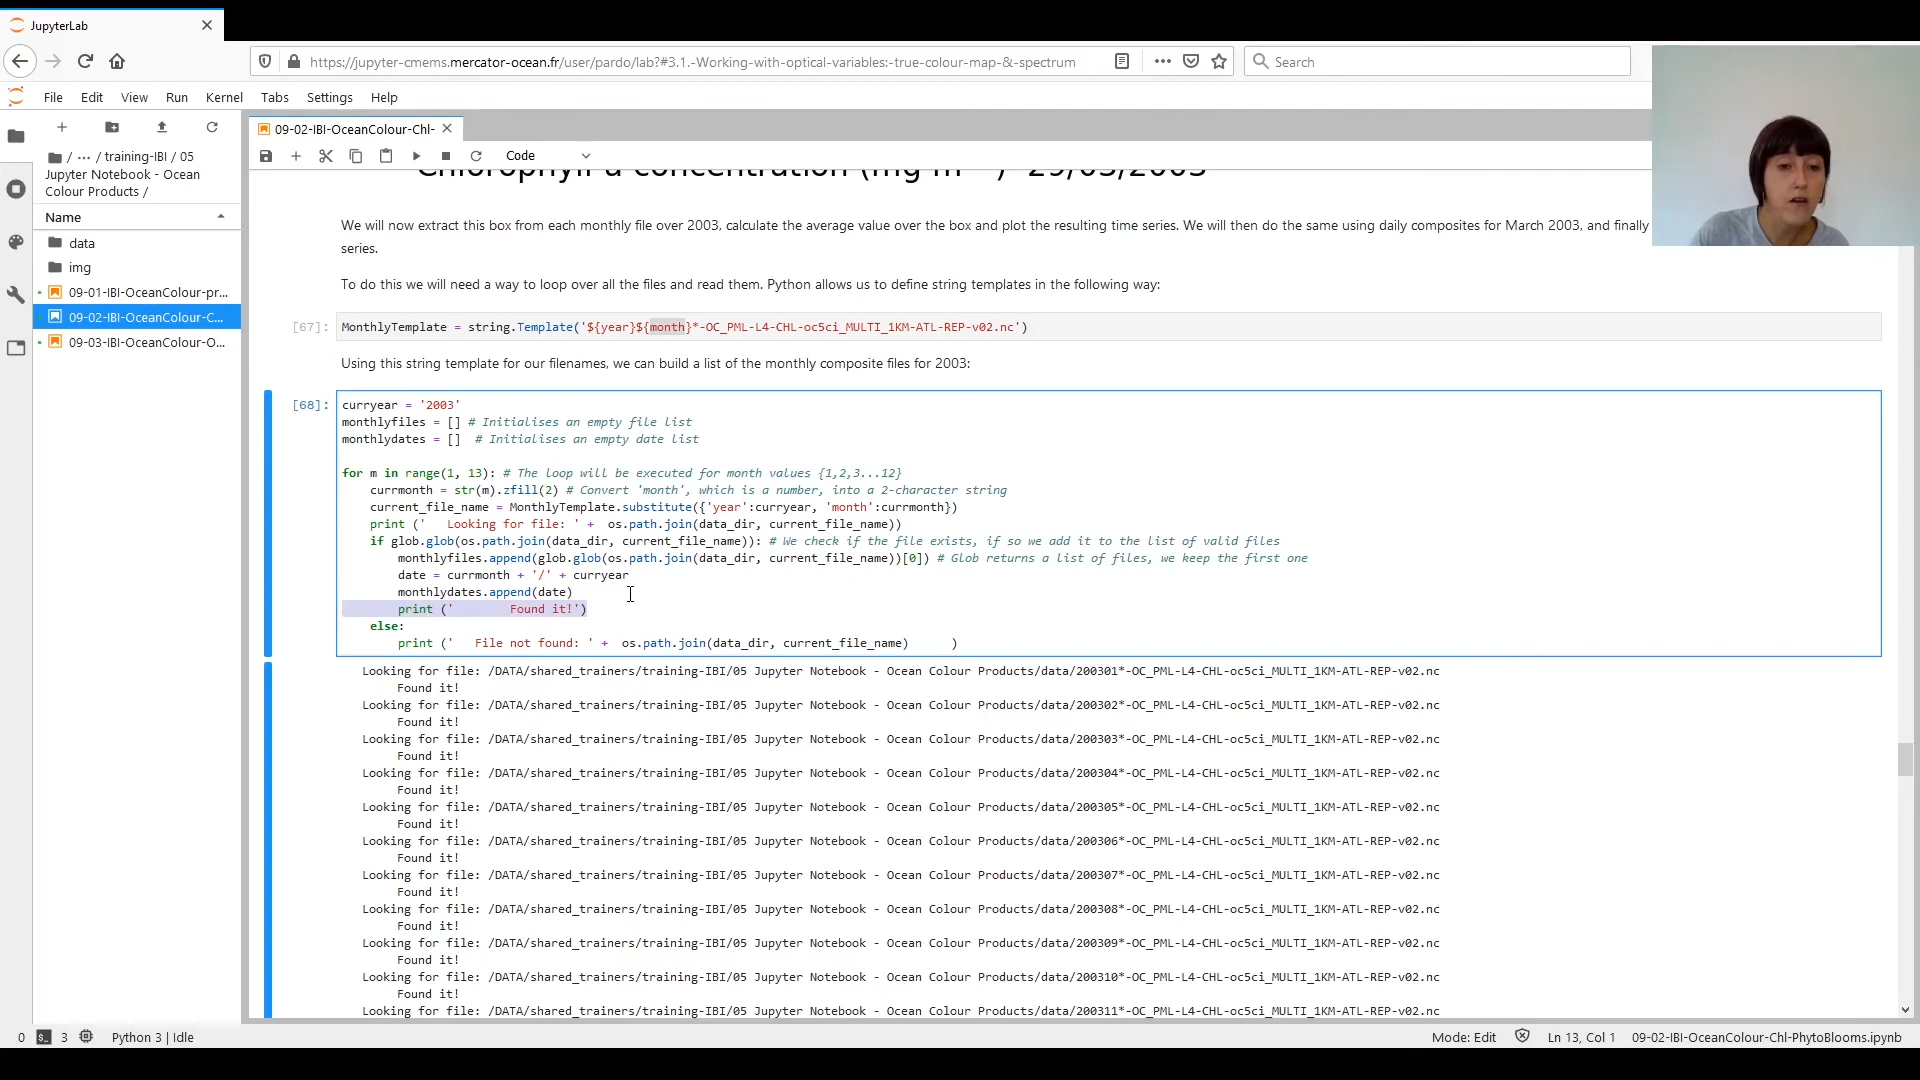 JupyterLab
https://jupyter-cmems.mercator-ocean.fr/user/pardo/lab?#3.1.-Working-with-optical-variables:-true-colour-map-&-spectrum
Search
File Edit View Run Kernel Tabs Settings Help
09-02-IBI-OceanColour-Chl-
Code
/ ··· / training-IBI / 05
Jupyter Notebook - Ocean
Colour Products /
Name
data
img
09-01-IBI-OceanColour-pr...
09-02-IBI-OceanColour-C...
09-03-IBI-OceanColour-O...
We will now extract this box from each monthly file over 2003, calculate the average value over the box and plot the resulting time series. We will then do the same using daily composites for March 2003, and finally
series.
To do this we will need a way to loop over all the files and read them. Python allows us to define string templates in the following way:
[67]: MonthlyTemplate = string.Template('${year}${month}*-OC_PML-L4-CHL-oc5ci_MULTI_1KM-ATL-REP-v02.nc')
Using this string template for our filenames, we can build a list of the monthly composite files for 2003:
[68]: curryear = '2003'
monthlyfiles = [] # Initialises an empty file list
monthlydates = []  # Initialises an empty date list
for m in range(1, 13): # The loop will be executed for month values {1,2,3...12}
    currmonth = str(m).zfill(2) # Convert 'month', which is a number, into a 2-character string
    current_file_name = MonthlyTemplate.substitute({'year':curryear, 'month':currmonth})
    print ('   Looking for file: ' +  os.path.join(data_dir, current_file_name))
    if glob.glob(os.path.join(data_dir, current_file_name)): # We check if the file exists, if so we add it to the list of valid files
        monthlyfiles.append(glob.glob(os.path.join(data_dir, current_file_name))[0]) # Glob returns a list of files, we keep the first one
        date = currmonth + '/' + curryear
        monthlydates.append(date)
        print ('        Found it!')
    else:
        print ('   File not found: ' +  os.path.join(data_dir, current_file_name)      )
Looking for file: /DATA/shared_trainers/training-IBI/05 Jupyter Notebook - Ocean Colour Products/data/200301*-OC_PML-L4-CHL-oc5ci_MULTI_1KM-ATL-REP-v02.nc
Found it!
Looking for file: /DATA/shared_trainers/training-IBI/05 Jupyter Notebook - Ocean Colour Products/data/200302*-OC_PML-L4-CHL-oc5ci_MULTI_1KM-ATL-REP-v02.nc
Found it!
Looking for file: /DATA/shared_trainers/training-IBI/05 Jupyter Notebook - Ocean Colour Products/data/200303*-OC_PML-L4-CHL-oc5ci_MULTI_1KM-ATL-REP-v02.nc
Found it!
Looking for file: /DATA/shared_trainers/training-IBI/05 Jupyter Notebook - Ocean Colour Products/data/200304*-OC_PML-L4-CHL-oc5ci_MULTI_1KM-ATL-REP-v02.nc
Found it!
Looking for file: /DATA/shared_trainers/training-IBI/05 Jupyter Notebook - Ocean Colour Products/data/200305*-OC_PML-L4-CHL-oc5ci_MULTI_1KM-ATL-REP-v02.nc
Found it!
Looking for file: /DATA/shared_trainers/training-IBI/05 Jupyter Notebook - Ocean Colour Products/data/200306*-OC_PML-L4-CHL-oc5ci_MULTI_1KM-ATL-REP-v02.nc
Found it!
Looking for file: /DATA/shared_trainers/training-IBI/05 Jupyter Notebook - Ocean Colour Products/data/200307*-OC_PML-L4-CHL-oc5ci_MULTI_1KM-ATL-REP-v02.nc
Found it!
Looking for file: /DATA/shared_trainers/training-IBI/05 Jupyter Notebook - Ocean Colour Products/data/200308*-OC_PML-L4-CHL-oc5ci_MULTI_1KM-ATL-REP-v02.nc
Found it!
Looking for file: /DATA/shared_trainers/training-IBI/05 Jupyter Notebook - Ocean Colour Products/data/200309*-OC_PML-L4-CHL-oc5ci_MULTI_1KM-ATL-REP-v02.nc
Found it!
Looking for file: /DATA/shared_trainers/training-IBI/05 Jupyter Notebook - Ocean Colour Products/data/200310*-OC_PML-L4-CHL-oc5ci_MULTI_1KM-ATL-REP-v02.nc
Found it!
Looking for file: /DATA/shared_trainers/training-IBI/05 Jupyter Notebook - Ocean Colour Products/data/200311*-OC_PML-L4-CHL-oc5ci_MULTI_1KM-ATL-REP-v02.nc
0 3 Python 3 | Idle Mode: Edit Ln 13, Col 1 09-02-IBI-OceanColour-Chl-PhytoBlooms.ipynb